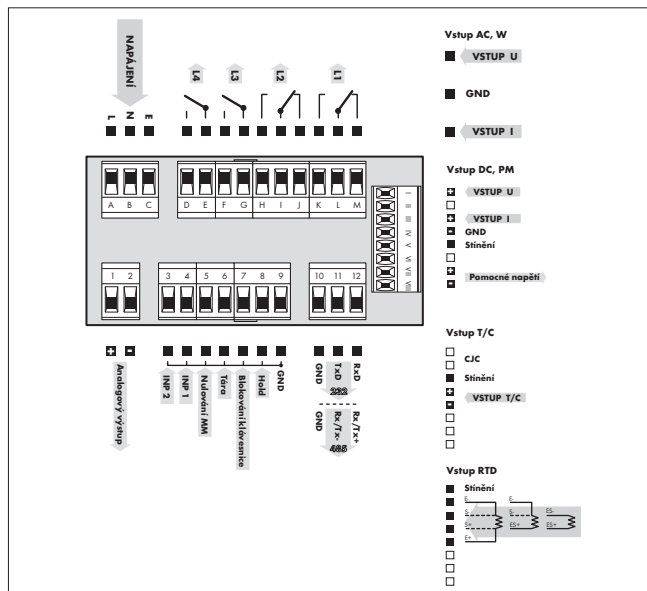 NAPÁJENÍ
L4
L3
L2
L1
L
N
E
A
B
C
D
E
F
G
H
I
J
K
L
M
I
II
III
IV
V
VI
VII
VIII
1
2
3
4
5
6
7
8
9
10
11
12
+
-
Analogový výstup
INP 2
INP 1
Nulování MM
Tára
Blokování klávesnice
Hold
GND
GND
TxD
RxD
232
GND
Rx/Tx-
Rx/Tx+
485
Vstup AC, W
VSTUP U
GND
VSTUP I
Vstup DC, PM
+ VSTUP U
+ VSTUP I
- GND
Stínění
+
-
Pomocné napětí
Vstup T/C
CJC
Stínění
+
-
VSTUP T/C
Vstup RTD
Stínění
E- E-
S- S- ES-
S+ ES+ ES+
E+